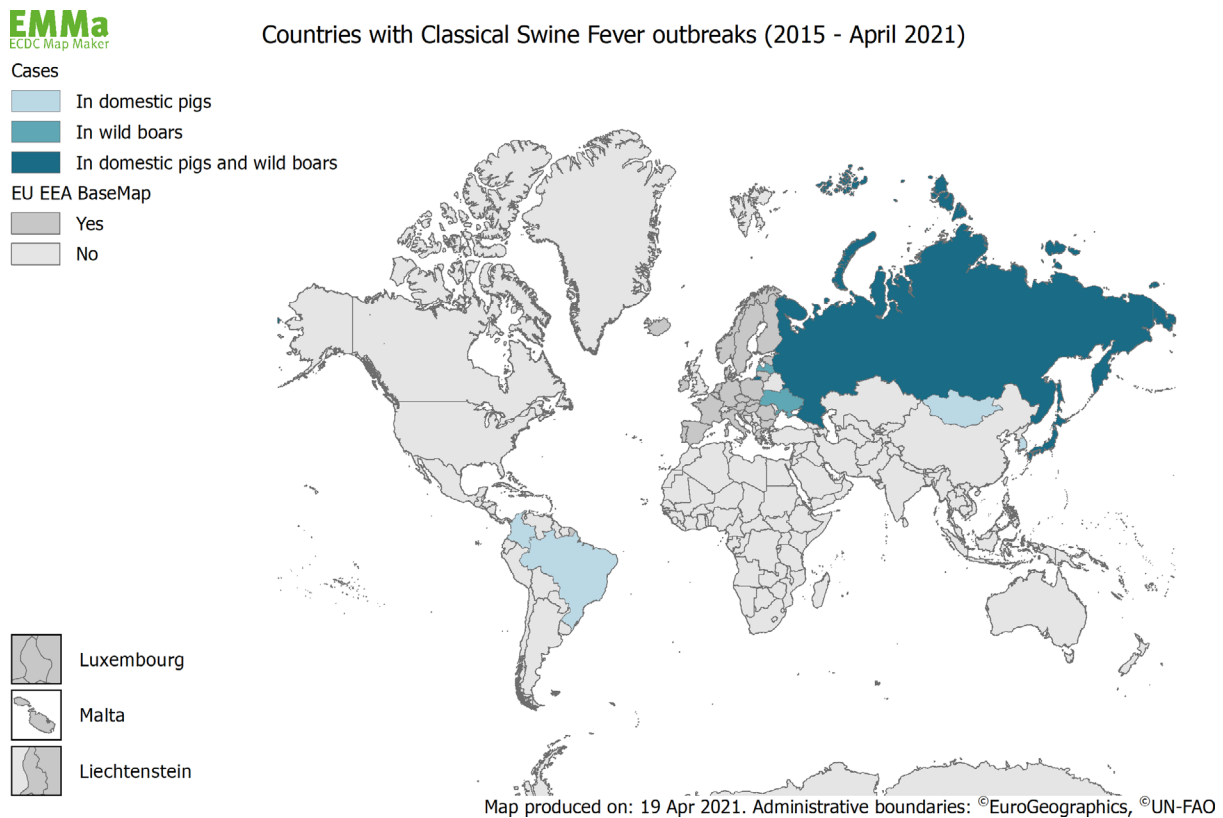 EMMa
ECDC Map Maker
Countries with Classical Swine Fever outbreaks (2015 - April 2021)
Cases
In domestic pigs
In wild boars
In domestic pigs and wild boars
EU EEA BaseMap
Yes
No
Luxembourg
Malta
Liechtenstein
Map produced on: 19 Apr 2021. Administrative boundaries: ©EuroGeographics, ©UN-FAO